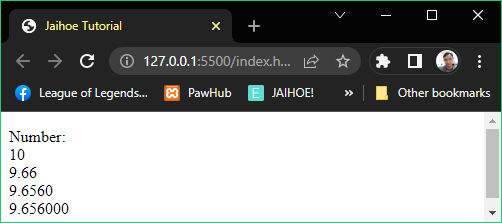 Jaihoe Tutorial
127.0.0.1:5500/index.h...
League of Legends...
PawHub
JAIHOE!
Other bookmarks
Number:
10
9.66
9.6560
9.656000